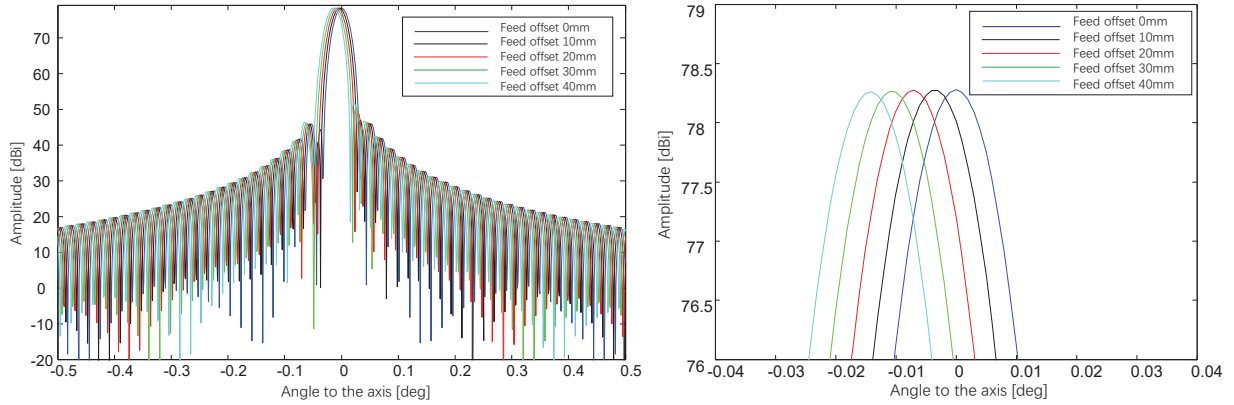 70
60
50
40
30
20
10
0
-10
-20
Amplitude [dBi]
-0.5 -0.4 -0.3 -0.2 -0.1 0 0.1 0.2 0.3 0.4 0.5
Angle to the axis [deg]
Feed offset 0mm
Feed offset 10mm
Feed offset 20mm
Feed offset 30mm
Feed offset 40mm
79
78.5
78
77.5
77
76.5
76
Amplitude [dBi]
-0.04 -0.03 -0.02 -0.01 0 0.01 0.02 0.03 0.04
Angle to the axis [deg]
Feed offset 0mm
Feed offset 10mm
Feed offset 20mm
Feed offset 30mm
Feed offset 40mm